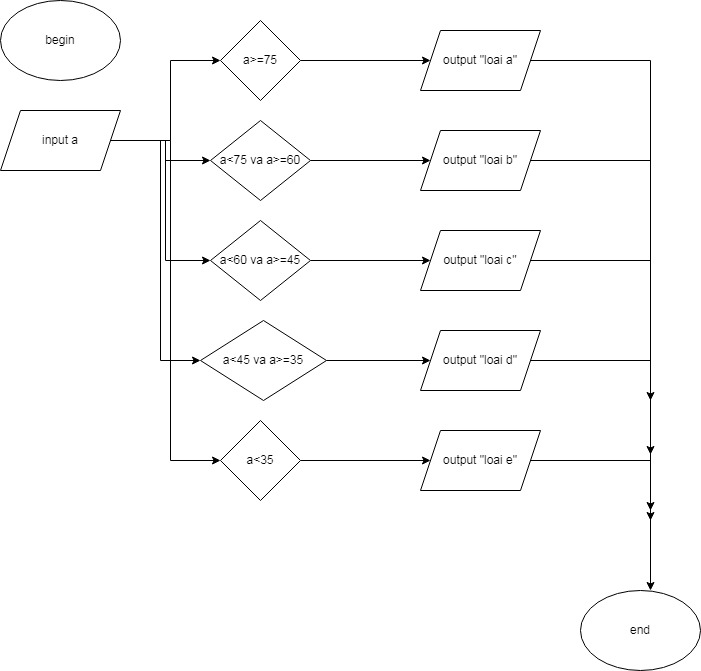 begin
input a
a>=75
output "loai a"
a<75 va a>=60
output "loai b"
a<60 va a>=45
output "loai c"
a<45 va a>=35
output "loai d"
a<35
output "loai e"
end